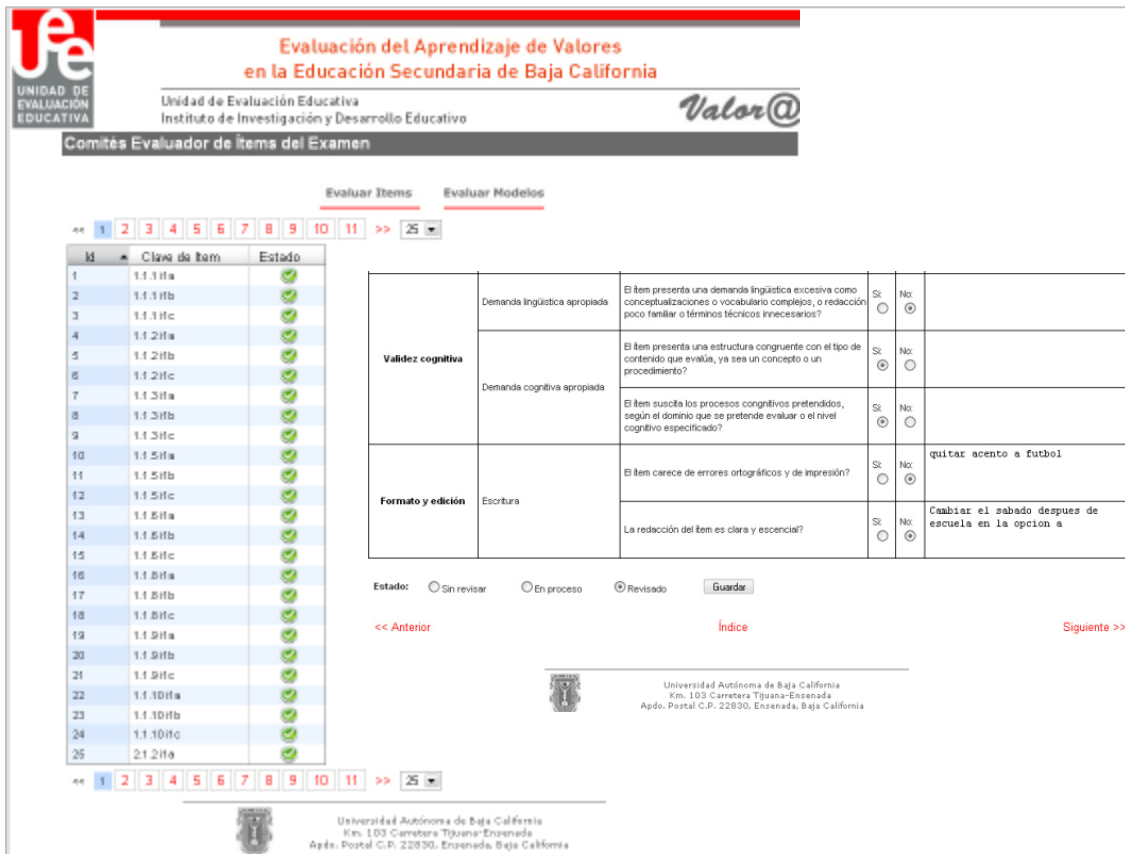 UNIDAD DE
EVALUACIÓN
EDUCATIVA
Evaluación del Aprendizaje de Valores
en la Educación Secundaria de Baja California
Unidad de Evaluación Educativa
Instituto de Investigación y Desarrollo Educativo
Valor@
Comités Evaluador de Ítems del Examen
Evaluar Items Evaluar Modelos
<< 1 2 3 4 5 6 7 8 9 10 11 >> 25
Id Clave de Item Estado
1
2
3
4
5
6
7
8
9
10
11
12
13
14
15
16
17
18
19
20
21
22
23
24
25
Validez cognitiva
Demanda lingüística apropiada
El ítem presenta una demanda lingüística excesiva como
conceptualizaciones o vocabulario complejos, o redacción
poco familiar o términos técnicos innecesarios?
Sí: No:
Demanda cognitiva apropiada
El ítem presenta una estructura congruente con el tipo de
contenido que evalúa, ya sea un concepto o un
procedimiento?
Sí: No:
El ítem suscita los procesos congnitivos pretendidos,
según el dominio que se pretende evaluar o el nivel
cognitivo especificado?
Sí: No:
Formato y edición
Escritura
El ítem carece de errores ortográficos y de impresión?
Sí: No:
quitar acento a futbol
La redacción del ítem es clara y escencial?
Sí: No:
Cambiar el sabado despues de
escuela en la opcion a
Estado: Sin revisar En proceso Revisado Guardar
<< Anterior Índice Siguiente >>
Universidad Autónoma de Baja California
Km. 103 Carretera Tijuana-Ensenada
Apdo. Postal C.P. 22830, Ensenada, Baja California
<< 1 2 3 4 5 6 7 8 9 10 11 >> 25
Universidad Autónoma de Baja California
Km. 103 Carretera Tijuana-Ensenada
Apdo. Postal C.P. 22830, Ensenada, Baja California